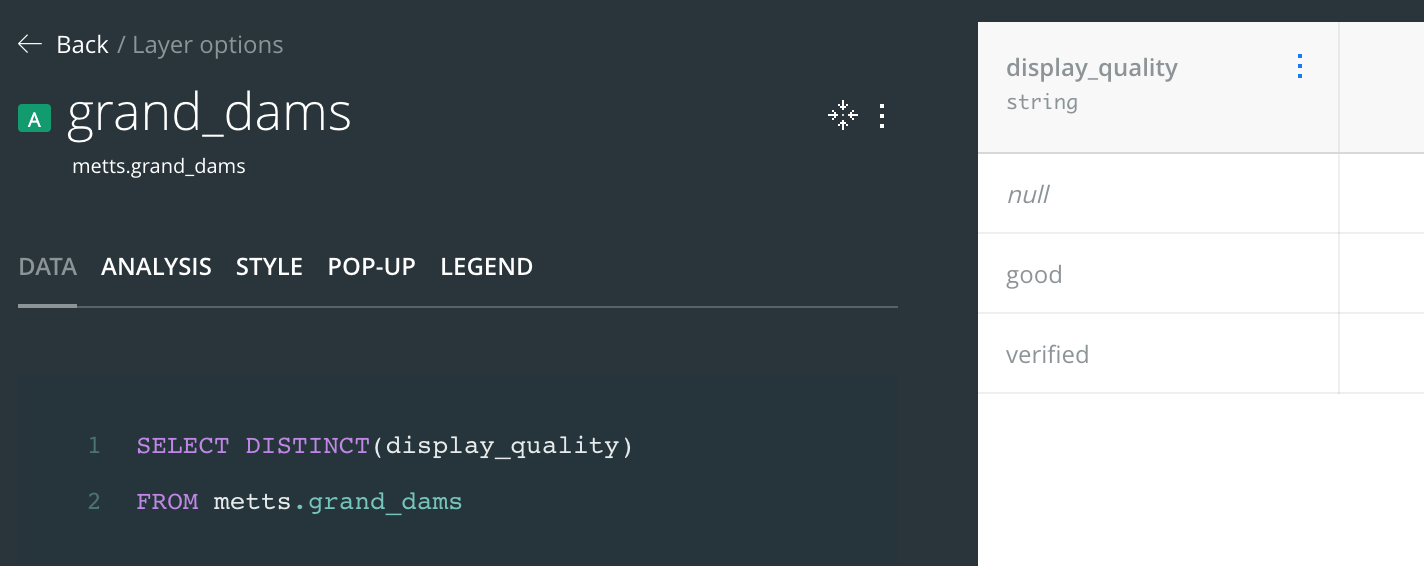 Back / Layer options
A grand_dams
metts.grand_dams
DATA ANALYSIS STYLE POP-UP LEGEND
1 SELECT DISTINCT(display_quality)
2 FROM metts.grand_dams
display_quality
string
null
good
verified